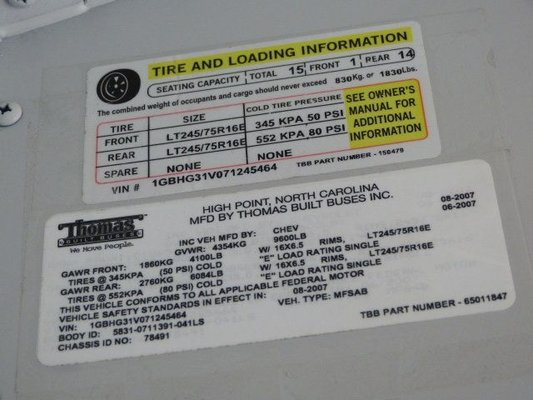 TIRE AND LOADING INFORMATION
SEATING CAPACITY TOTAL 15 FRONT 1 REAR 14
The combined weight of occupants and cargo should never exceed 830Kg. or 1830Lbs.
TIRE SIZE COLD TIRE PRESSURE
FRONT LT245/75R16E 345 KPA 50 PSI
REAR LT245/75R16E 552 KPA 80 PSI
SPARE NONE NONE
SEE OWNER'S
MANUAL FOR
ADDITIONAL
INFORMATION
VIN # 1GBHG31V071245464 TBB PART NUMBER - 150479
Thomas
BUILT BUSES
We Have People.
HIGH POINT, NORTH CAROLINA
MFD BY THOMAS BUILT BUSES INC.
08-2007
06-2007
INC VEH MFD BY: CHEV
GVWR: 4354KG 9600LB
GAWR FRONT: 1860KG 4100LB W/ 16X6.5 RIMS, LT245/75R16E
TIRES @ 345KPA (50 PSI) COLD "E" LOAD RATING SINGLE
GAWR REAR: 2760KG 6084LB W/ 16X6.5 RIMS, LT245/75R16E
TIRES @ 552KPA (80 PSI) COLD "E" LOAD RATING SINGLE
THIS VEHICLE CONFORMS TO ALL APPLICABLE FEDERAL MOTOR
VEHICLE SAFETY STANDARDS IN EFFECT IN: 08-2007
VIN: 1GBHG31V071245464 VEH. TYPE: MFSAB
BODY ID: 5831-0711391-041LS
CHASSIS ID NO: 78491
TBB PART NUMBER - 65011847